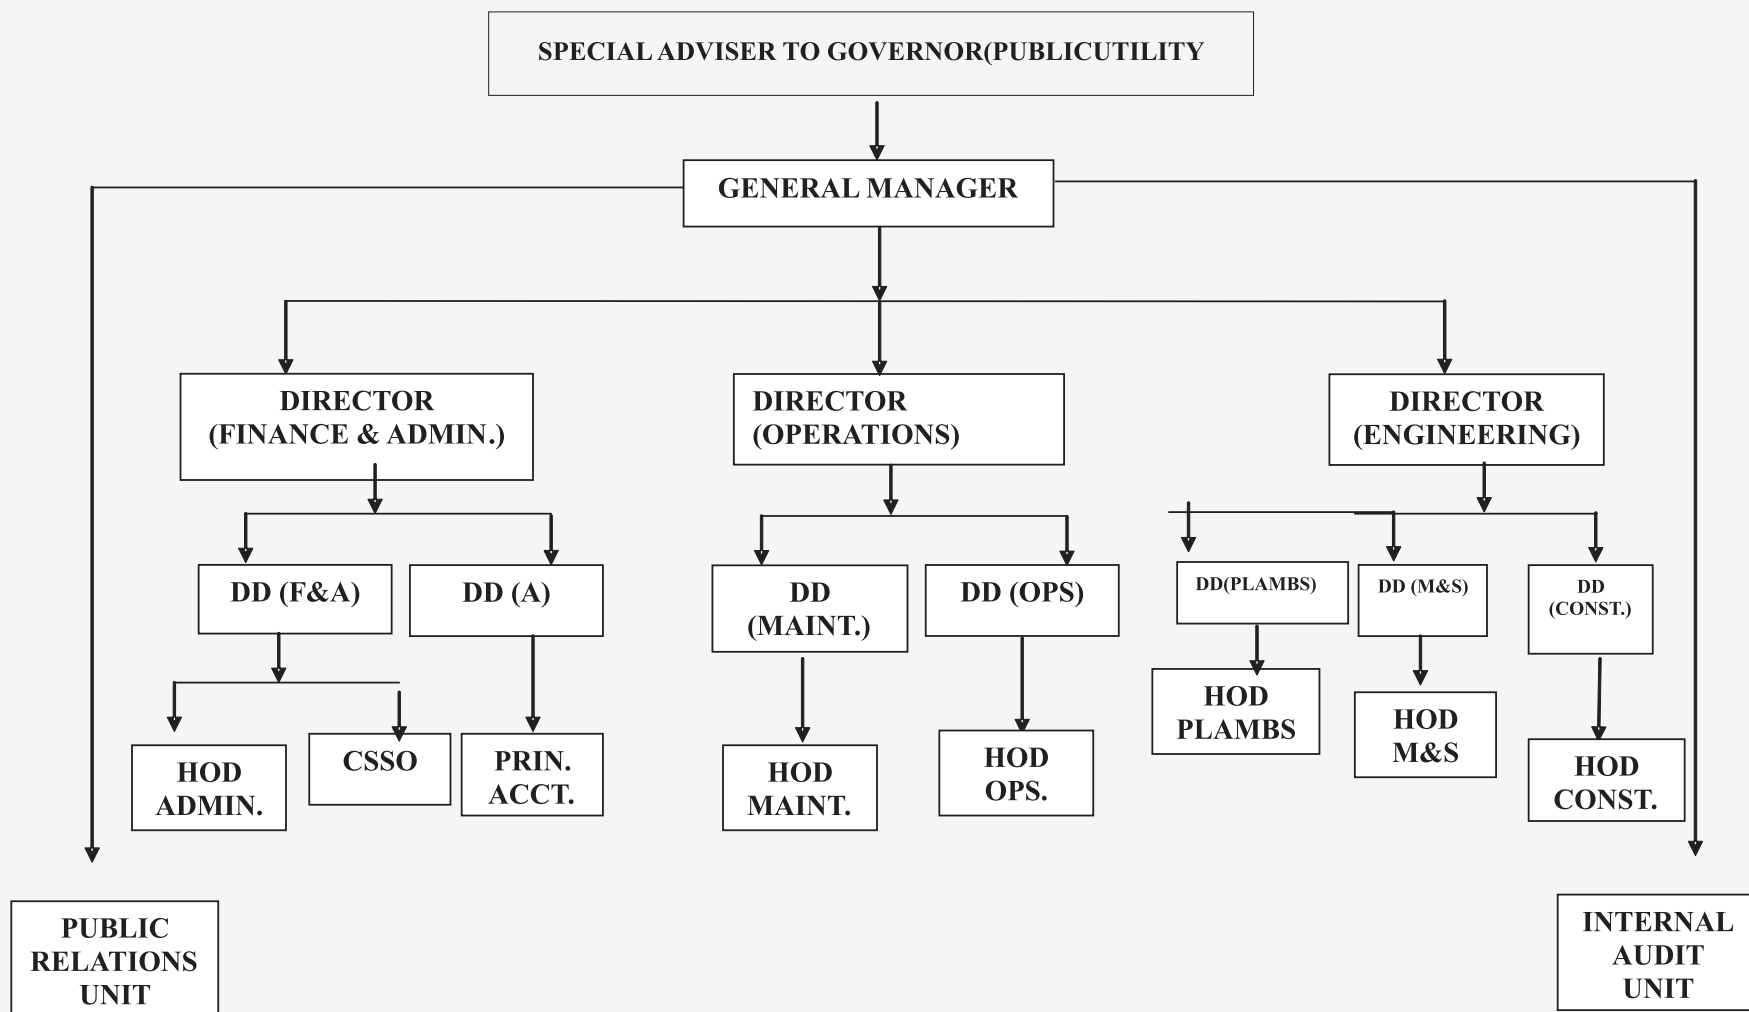 SPECIAL ADVISER TO GOVERNOR(PUBLICUTILITY
GENERAL MANAGER
DIRECTOR
(FINANCE & ADMIN.)
DIRECTOR
(OPERATIONS)
DIRECTOR
(ENGINEERING)
DD (F&A)
DD (A)
DD
(MAINT.)
DD (OPS)
DD(PLAMBS)
DD (M&S)
DD
(CONST.)
HOD
ADMIN.
CSSO
PRIN.
ACCT.
HOD
MAINT.
HOD
OPS.
HOD
PLAMBS
HOD
M&S
HOD
CONST.
PUBLIC
RELATIONS
UNIT
INTERNAL
AUDIT
UNIT